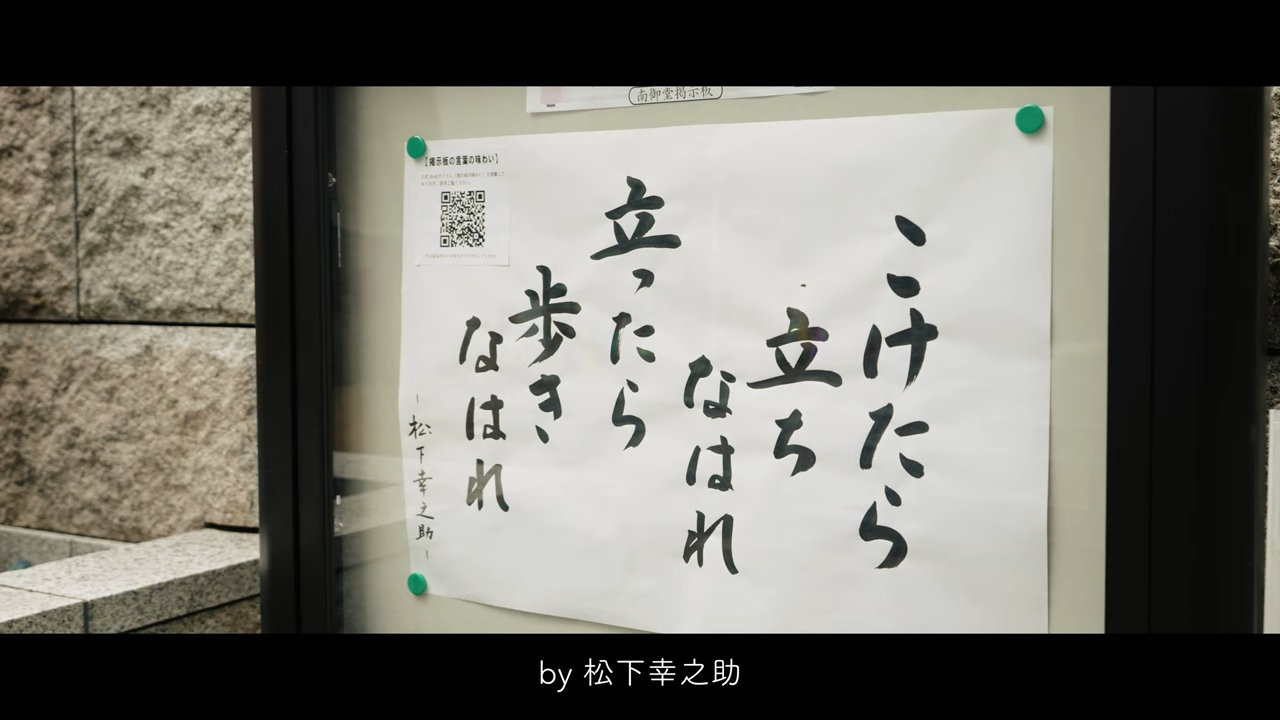 南御堂掲示板
【掲示板の言葉の味わい】
こけたら
立ち
なはれ
立ったら
歩き
なはれ
-松下幸之助-
by 松下幸之助